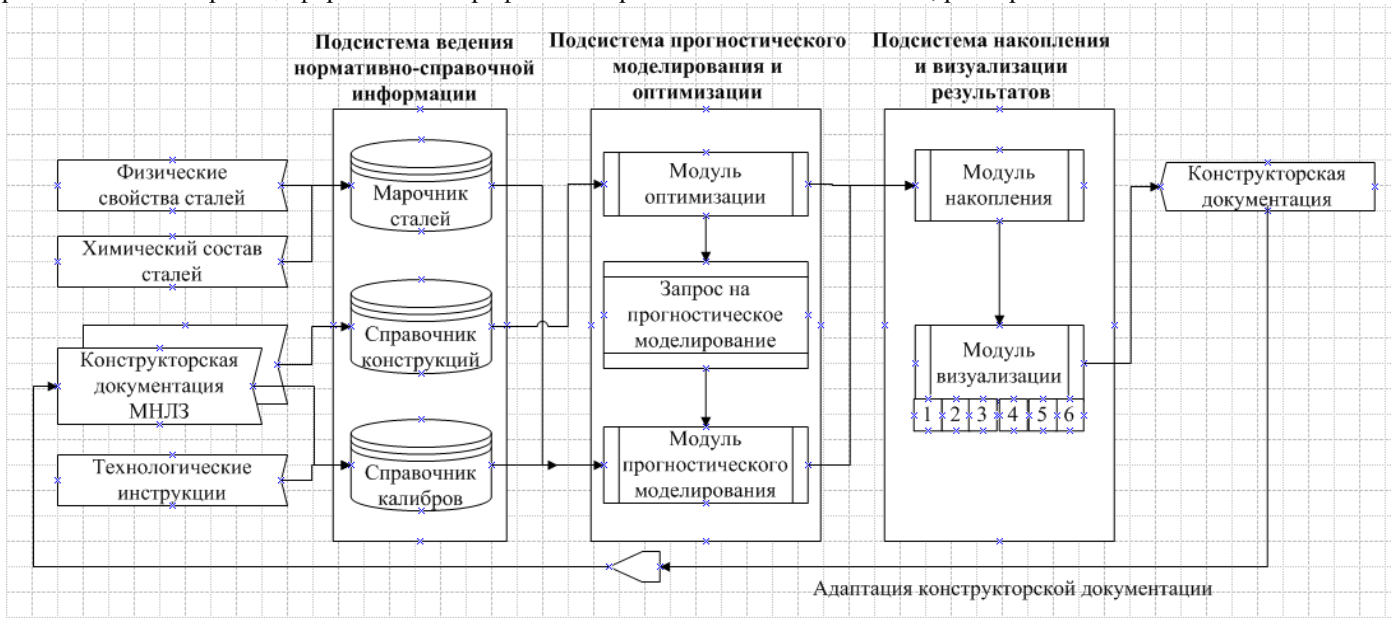 Подсистема ведения
нормативно-справочной
информации
Подсистема прогностического
моделирования и
оптимизации
Подсистема накопления
и визуализации
результатов
Физические
свойства сталей
Химический состав
сталей
Конструкторская
документация
МНЛЗ
Технологические
инструкции
Марочник
сталей
Справочник
конструкций
Справочник
калибров
Модуль
оптимизации
Запрос на
прогностическое
моделирование
Модуль
прогностического
моделирования
Модуль
накопления
Модуль
визуализации
1 2 3 4 5 6
Конструкторская
документация
Адаптация конструкторской документации